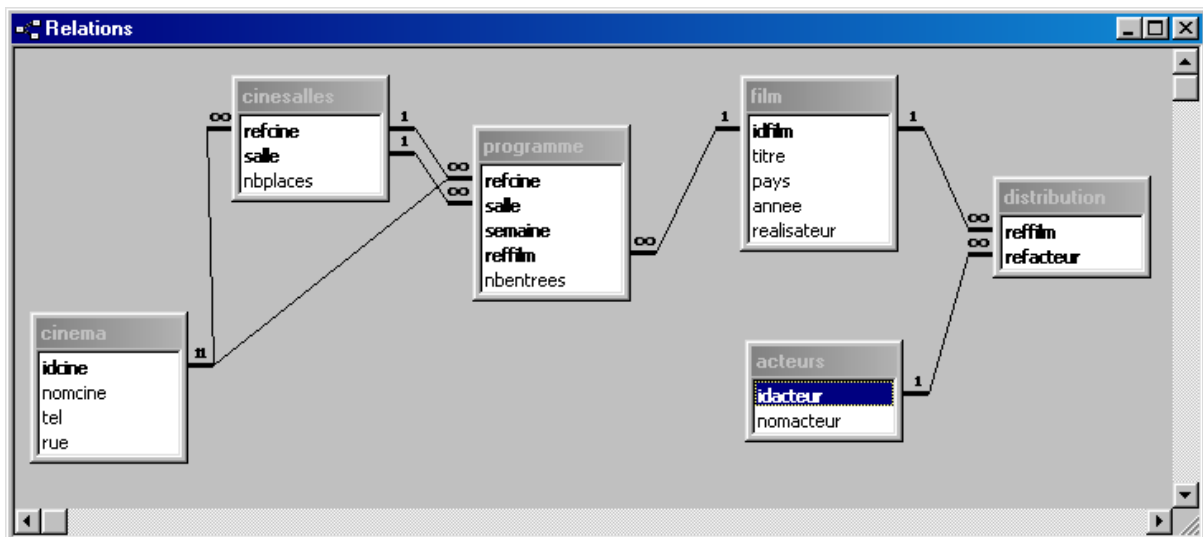 Relations
cinesalles
refcine
salle
nbplaces
1
1
∞
programme
refcine
salle
semaine
reffilm
nbentrees
∞
∞
∞
film
idfilm
titre
pays
annee
realisateur
1
1
distribution
reffilm
refacteur
∞
∞
cinema
idcine
nomcine
tel
rue
11
acteurs
idacteur
nomacteur
1